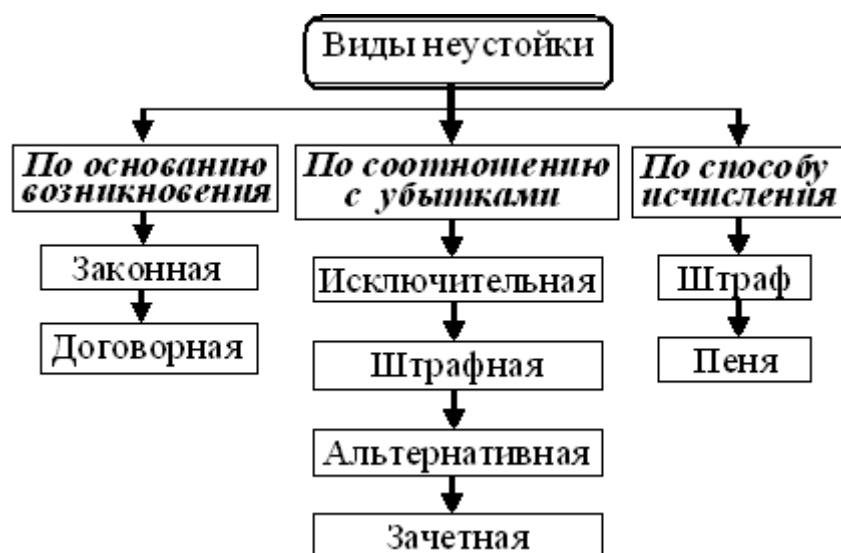 Виды неустойки
По основанию
возникновения
Законная
Договорная
По соотношению
с убытками
Исключительная
Штрафная
Альтернативная
Зачетная
По способу
исчисления
Штраф
Пеня